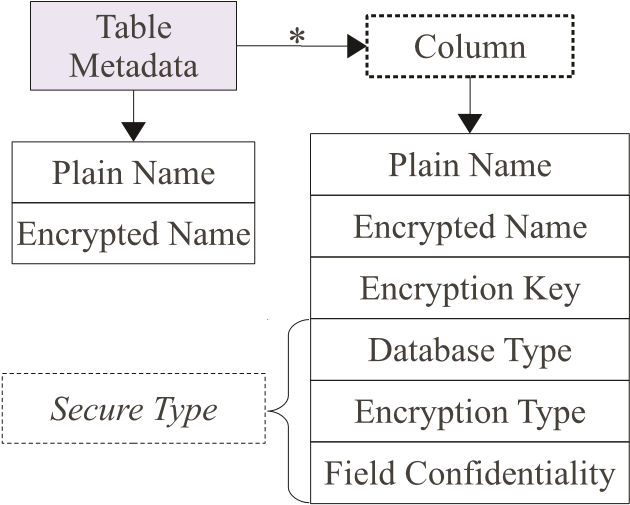 Table
Metadata
*
Column
Plain Name
Encrypted Name
Plain Name
Encrypted Name
Encryption Key
Database Type
Encryption Type
Field Confidentiality
Secure Type